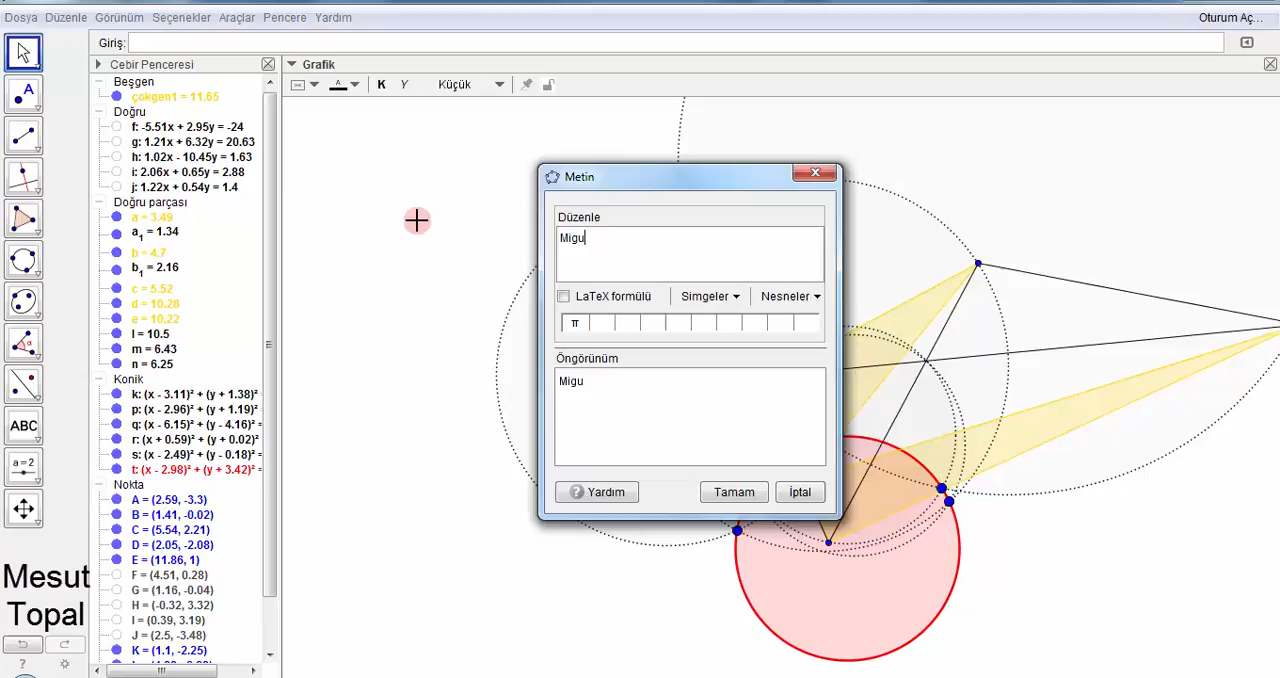 Dosya Düzenle Görünüm Seçenekler Araçlar Pencere Yardım
Oturum Aç...
Giriş:
Cebir Penceresi
Grafik
K Y Küçük
Beşgen
çokgen1 = 11.65
Doğru
f: -5.51x + 2.95y = -24
g: 1.21x + 6.32y = 20.63
h: 1.02x - 10.45y = 1.63
i: 2.06x + 0.65y = 2.88
j: 1.22x + 0.54y = 1.4
Doğru parçası
a = 3.49
a1 = 1.34
b = 4.7
b1 = 2.16
c = 5.52
d = 10.28
e = 10.22
l = 10.5
m = 6.43
n = 6.25
Konik
k: (x - 3.11)² + (y + 1.38)²
p: (x - 2.96)² + (y + 1.19)² =
q: (x - 6.15)² + (y - 4.16)² =
r: (x + 0.59)² + (y + 0.02)² =
s: (x - 2.49)² + (y - 0.18)² =
t: (x - 2.98)² + (y + 3.42)² =
Nokta
A = (2.59, -3.3)
B = (1.41, -0.02)
C = (5.54, 2.21)
D = (2.05, -2.08)
E = (11.86, 1)
F = (4.51, 0.28)
G = (1.16, -0.04)
H = (-0.32, 3.32)
I = (0.39, 3.19)
J = (2.5, -3.48)
K = (1.1, -2.25)
ABC
a=2
Mesut
Topal
?
Metin
Düzenle
Migu
LaTeX formülü Simgeler Nesneler
π
Öngörünüm
Migu
? Yardım Tamam İptal